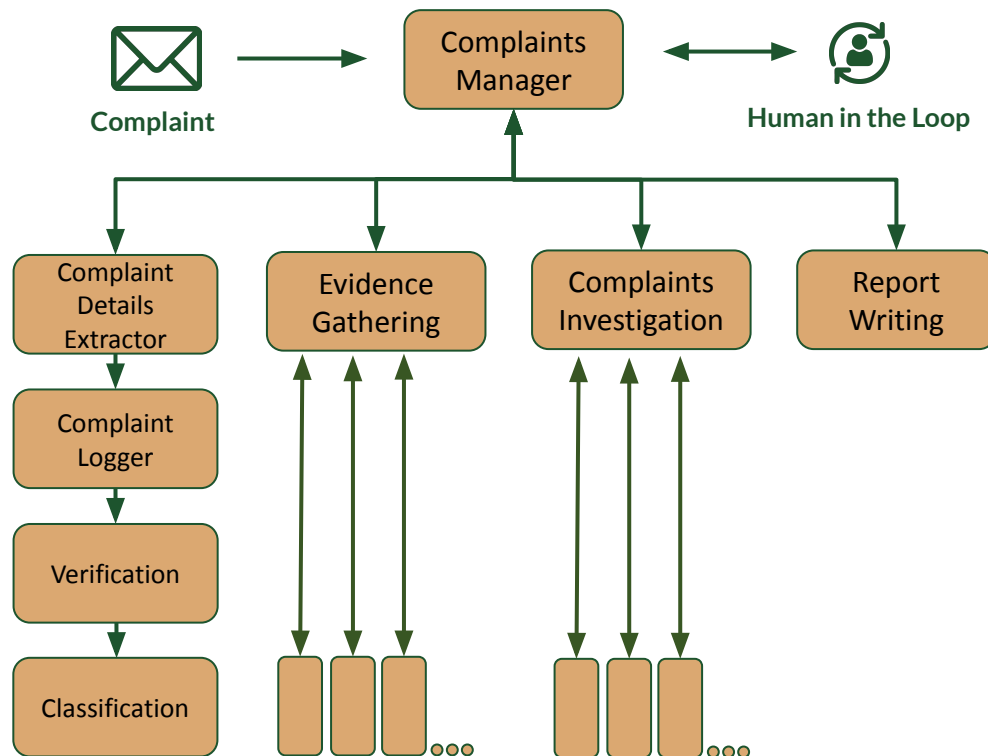 Complaints
Manager
Complaint
Human in the Loop
Complaint
Details
Extractor
Evidence
Gathering
Complaints
Investigation
Report
Writing
Complaint
Logger
Verification
Classification